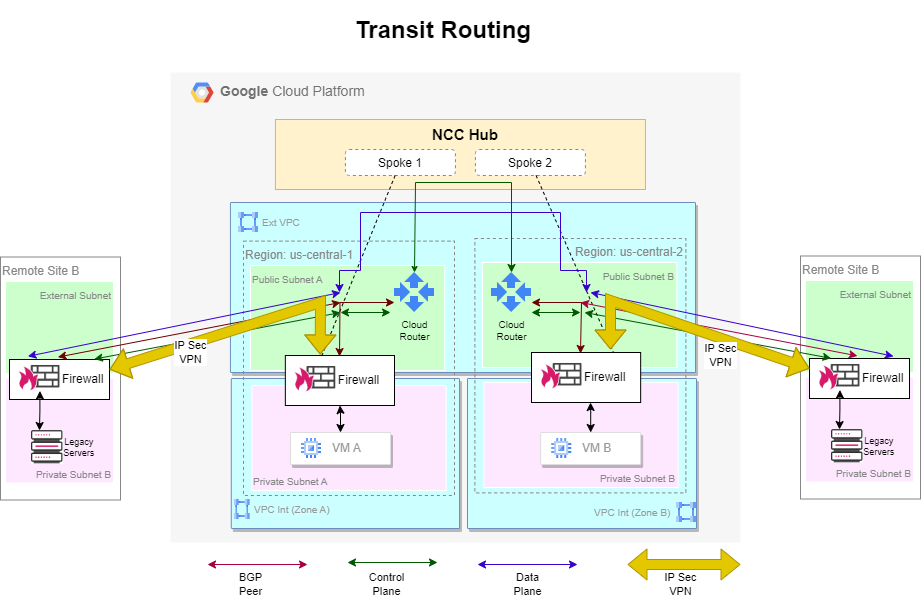 Transit Routing
Google Cloud Platform
NCC Hub
Spoke 1
Spoke 2
Ext VPC
Region: us-central-1
Region: us-central-2
Public Subnet A
Public Subnet B
Cloud
Router
Cloud
Router
Remote Site B
External Subnet
Remote Site B
External Subnet
IP Sec
VPN
IP Sec
VPN
Firewall
Firewall
Firewall
Firewall
Legacy
Servers
Private Subnet B
VM A
VM B
Legacy
Servers
Private Subnet B
Private Subnet A
Private Subnet B
VPC Int (Zone A)
VPC Int (Zone B)
BGP
Peer
Control
Plane
Data
Plane
IP Sec
VPN